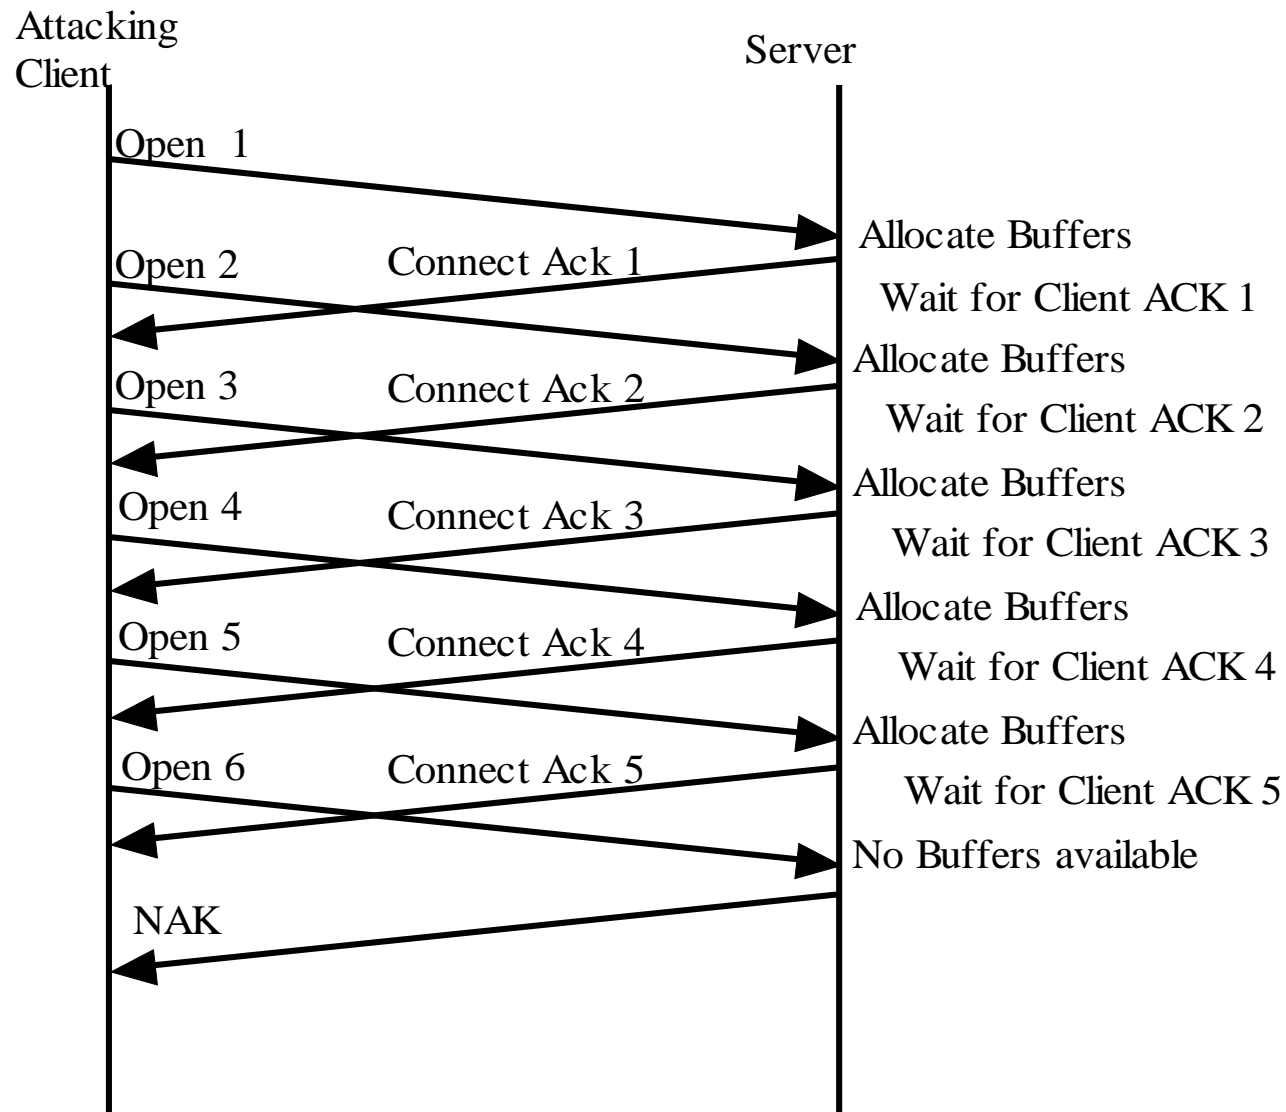 Attacking
Client
Server
Open 1
Allocate Buffers
Open 2
Connect Ack 1
Wait for Client ACK 1
Allocate Buffers
Open 3
Connect Ack 2
Wait for Client ACK 2
Allocate Buffers
Open 4
Connect Ack 3
Wait for Client ACK 3
Allocate Buffers
Open 5
Connect Ack 4
Wait for Client ACK 4
Allocate Buffers
Open 6
Connect Ack 5
Wait for Client ACK 5
No Buffers available
NAK